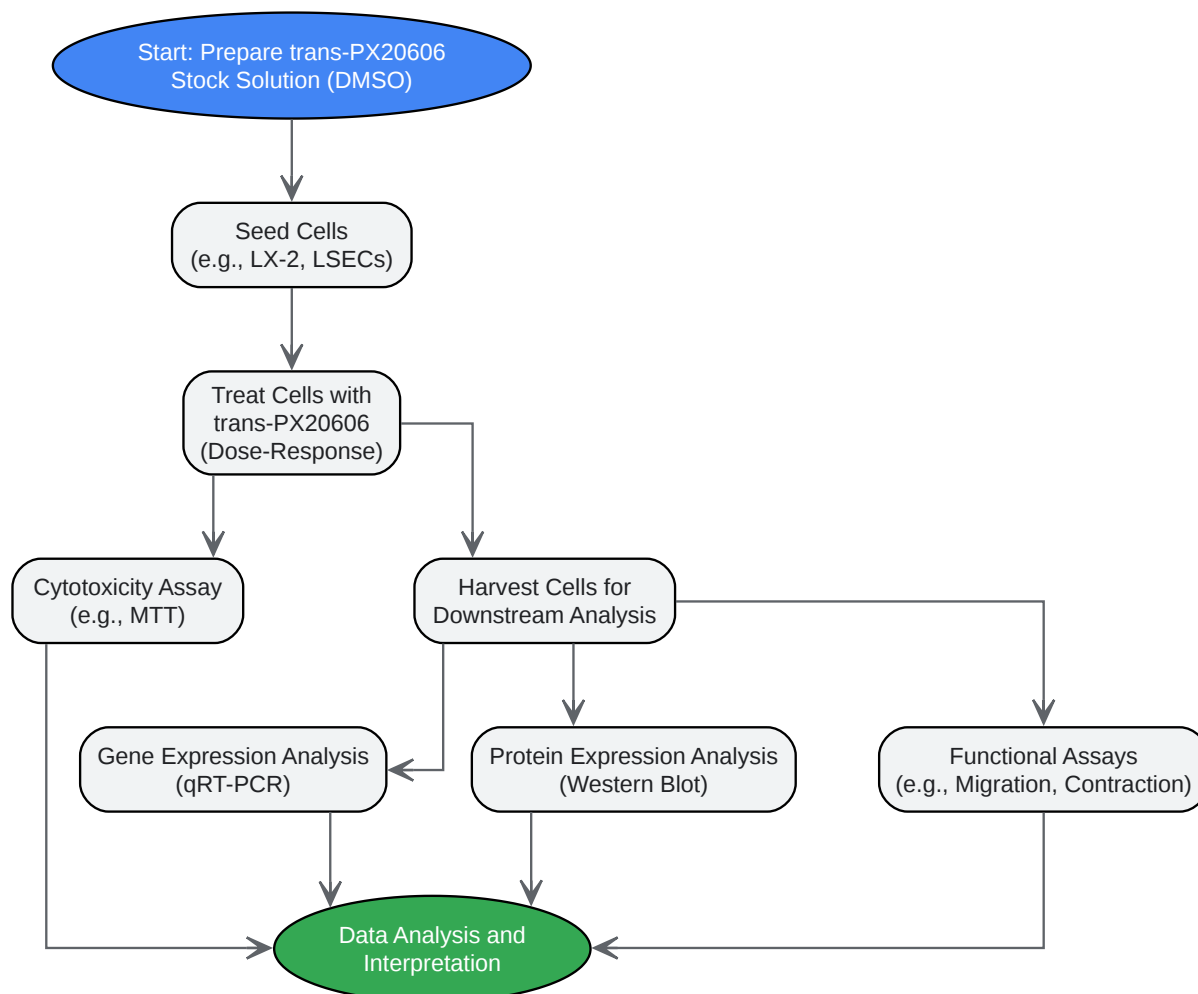 Start: Prepare trans-PX20606
Stock Solution (DMSO)
Seed Cells
(e.g., LX-2, LSECs)
Treat Cells with
trans-PX20606
(Dose-Response)
Cytotoxicity Assay
(e.g., MTT)
Harvest Cells for
Downstream Analysis
Gene Expression Analysis
(qRT-PCR)
Protein Expression Analysis
(Western Blot)
Functional Assays
(e.g., Migration, Contraction)
Data Analysis and
Interpretation